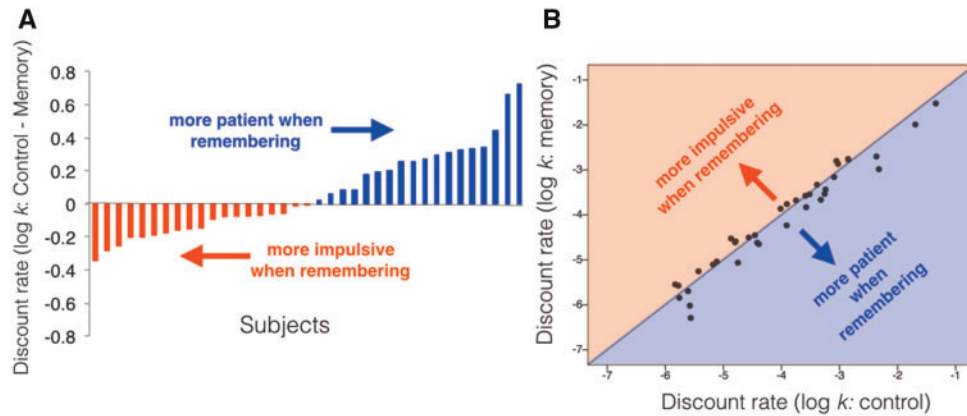 A
Discount rate (log k: Control - Memory)
0.8
0.6
0.4
0.2
0
-0.2
-0.4
-0.6
-0.8
more patient when
remembering
more impulsive
when remembering
Subjects
B
Discount rate (log k: memory)
-1
-2
-3
-4
-5
-6
-7
more impulsive
when remembering
more patient
when
remembering
-7
-6
-5
-4
-3
-2
-1
Discount rate (log k: control)